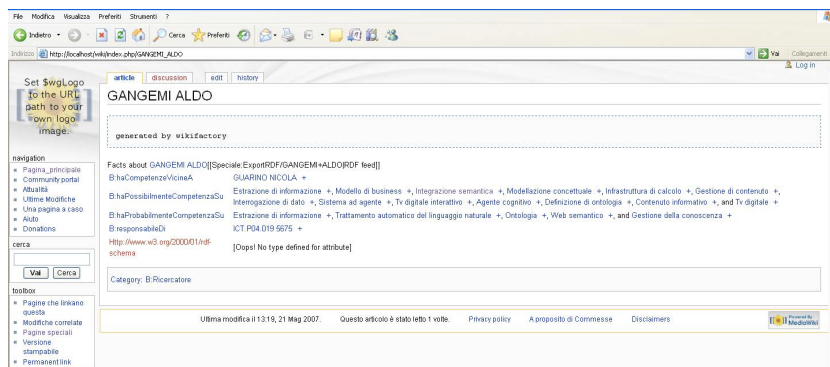 File Modifica Visualizza Preferiti Strumenti ?
Indietro Cerca Preferiti
Indirizzo http://localhost/wiki/index.php/GANGEMI_ALDO Vai Collegamenti
Log in
Set $wgLogo
to the URL
path to your
own logo
image.
article discussion edit history
GANGEMI ALDO
generated by wikifactory
navigation
Pagina_principale
Community portal
Attualità
Ultime Modifiche
Una pagina a caso
Aiuto
Donations
cerca
Vai Cerca
toolbox
Pagine che linkano
questa
Modifiche correlate
Pagine speciali
Versione
stampabile
Permanent link
Facts about GANGEMI ALDO[[Speciale:ExportRDF/GANGEMI+ALDO|RDF feed]]
B:haCompetenzeVicineA GUARINO NICOLA +
B:haPossibilmenteCompetenzaSu Estrazione di informazione +, Modello di business +, Integrazione semantica +, Modellazione concettuale +, Infrastruttura di calcolo +, Gestione di contenuto +,
Interrogazione di dato +, Sistema ad agente +, Tv digitale interattivo +, Agente cognitivo +, Definizione di ontologia +, Contenuto informativo +, and Tv digitale +
B:haProbabilmenteCompetenzaSu Estrazione di informazione +, Trattamento automatico del linguaggio naturale +, Ontologia +, Web semantico +, and Gestione della conoscenza +
B:responsabileDi ICT.P04.019 5675 +
Http://www.w3.org/2000/01/rdf-
schema [Oops! No type defined for attribute]
Category: B:Ricercatore
Ultima modifica il 13:19, 21 Mag 2007. Questo articolo è stato letto 1 volte. Privacy policy A proposito di Commesse Disclaimers
Powered By
MediaWiki